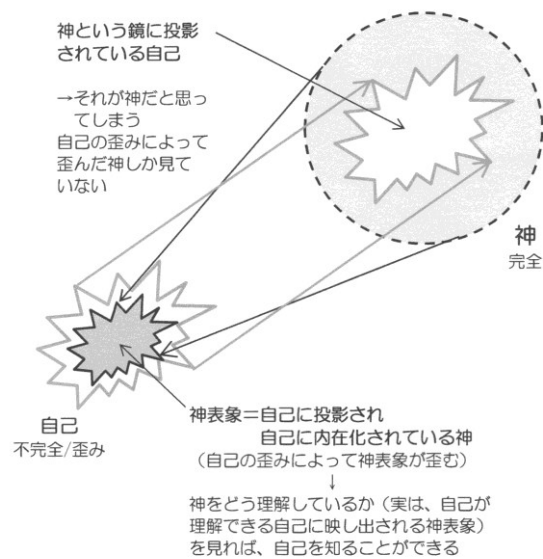 神という鏡に投影
されている自己
→それが神だと思っ
てしまう
自己の歪みによって
歪んだ神しか見て
いない
神
完全
自己
不完全/歪み
神表象＝自己に投影され
自己に内在化されている神
（自己の歪みによって神表象が歪む）
↓
神をどう理解しているか（実は、自己が
理解できる自己に映し出される神表象）
を見れば、自己を知ることができる